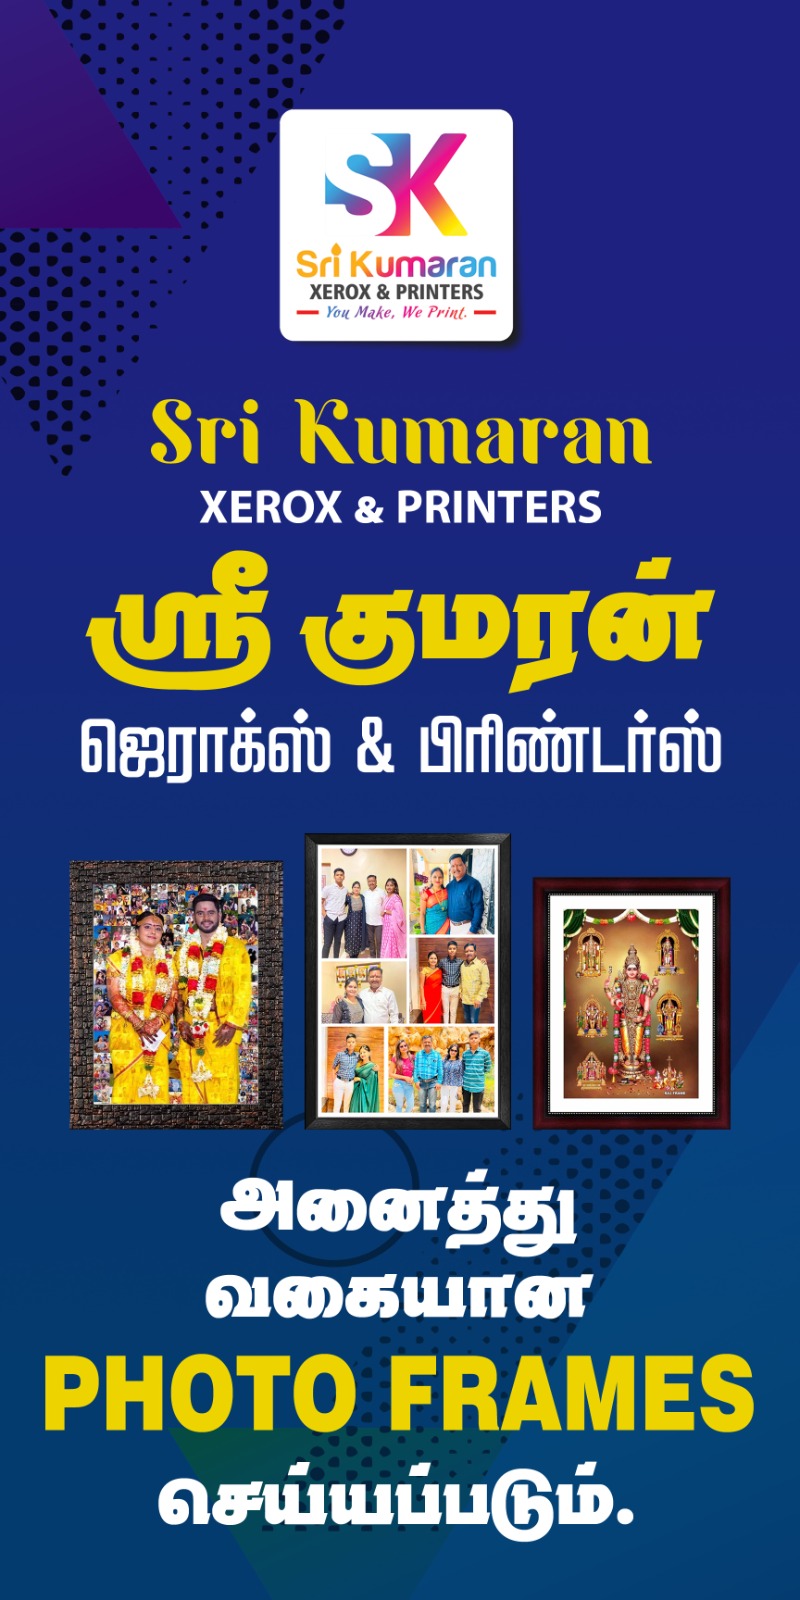 SK
Sri Kumaran
XEROX & PRINTERS
You Make, We Print.
Sri Kumaran
XEROX & PRINTERS
ஸ்ரீ குமரன்
ஜெராக்ஸ் & பிரிண்டர்ஸ்
அனைத்து
வகையான
PHOTO FRAMES
செய்யப்படும்.